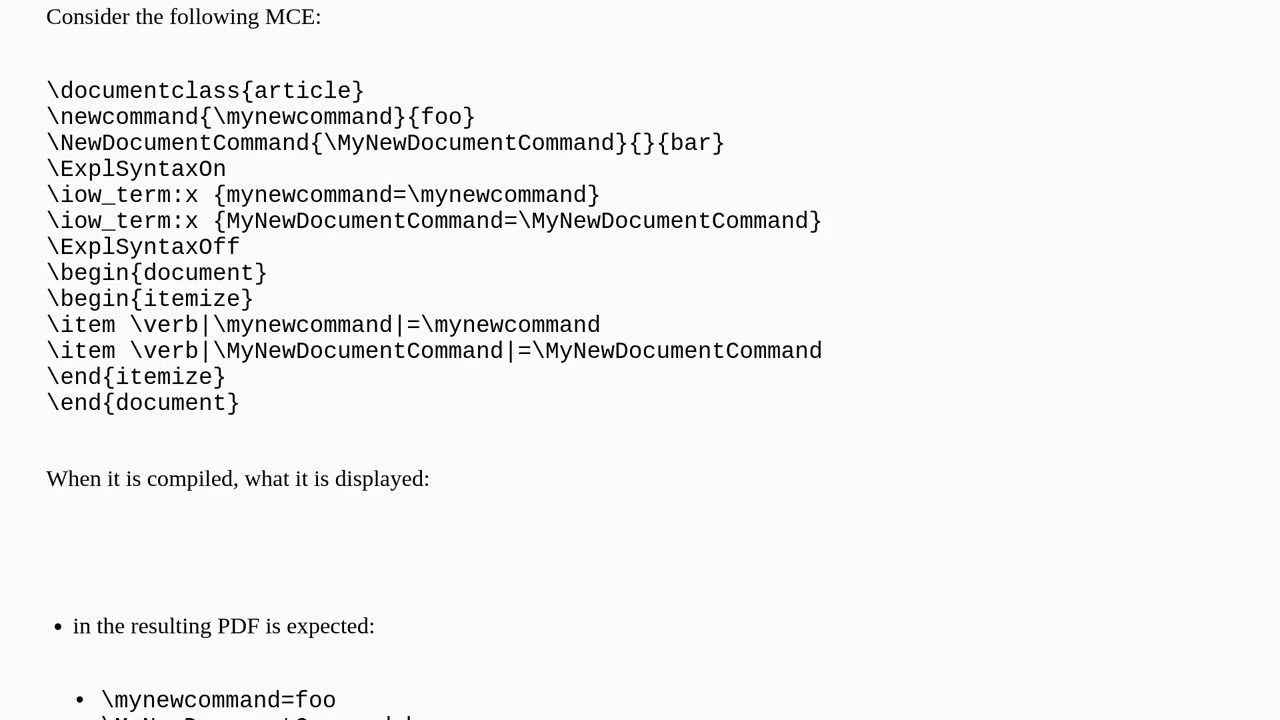 Consider the following MCE:
\documentclass{article}
\newcommand{\mynewcommand}{foo}
\NewDocumentCommand{\MyNewDocumentCommand}{}{bar}
\ExplSyntaxOn
\iow_term:x {mynewcommand=\mynewcommand}
\iow_term:x {MyNewDocumentCommand=\MyNewDocumentCommand}
\ExplSyntaxOff
\begin{document}
\begin{itemize}
\item \verb|\mynewcommand|=\mynewcommand
\item \verb|\MyNewDocumentCommand|=\MyNewDocumentCommand
\end{itemize}
\end{document}
When it is compiled, what it is displayed:
• in the resulting PDF is expected:
• \mynewcommand=foo